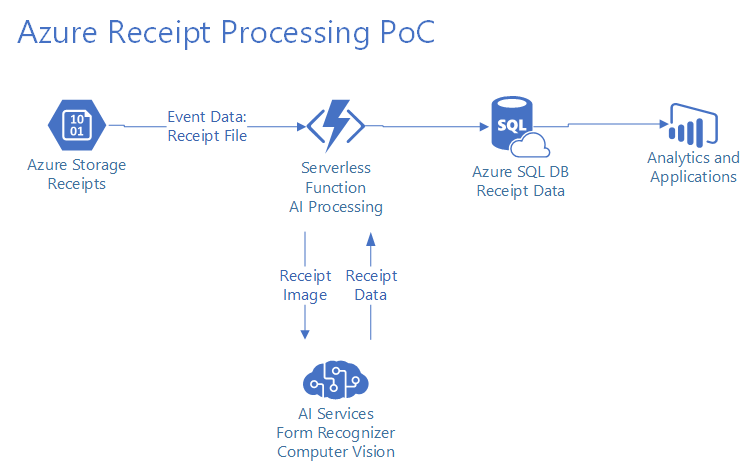 Azure Receipt Processing PoC
10
01
Event Data:
Receipt File
SQL
Azure Storage
Receipts
Serverless
Function
AI Processing
Azure SQL DB
Receipt Data
Analytics and
Applications
Receipt
Image
Receipt
Data
AI Services
Form Recognizer
Computer Vision